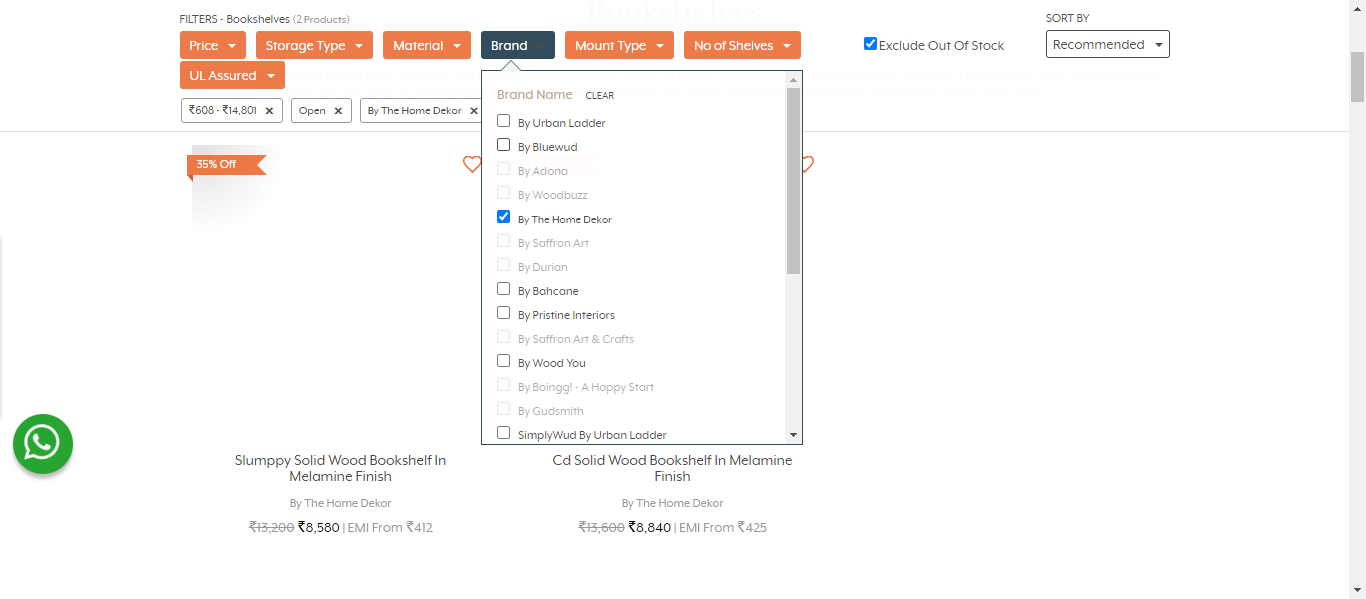 Bookshelves
FILTERS - Bookshelves (2 Products)
SORT BY
Price
Storage Type
Material
Brand
Mount Type
No of Shelves
Exclude Out Of Stock
Recommended
UL Assured
₹608 - ₹14,801 ×
Open ×
By The Home Dekor ×
Brand Name CLEAR
By Urban Ladder
By Bluewud
By Adona
By Woodbuzz
By The Home Dekor
By Saffron Art
By Durian
By Bahcane
By Pristine Interiors
By Saffron Art & Crafts
By Wood You
By Boingg! - A Happy Start
By Gudsmith
SimplyWud By Urban Ladder
35% Off
Slumppy Solid Wood Bookshelf In
Melamine Finish
By The Home Dekor
₹13,200 ₹8,580 | EMI From ₹412
Cd Solid Wood Bookshelf In Melamine
Finish
By The Home Dekor
₹13,600 ₹8,840 | EMI From ₹425